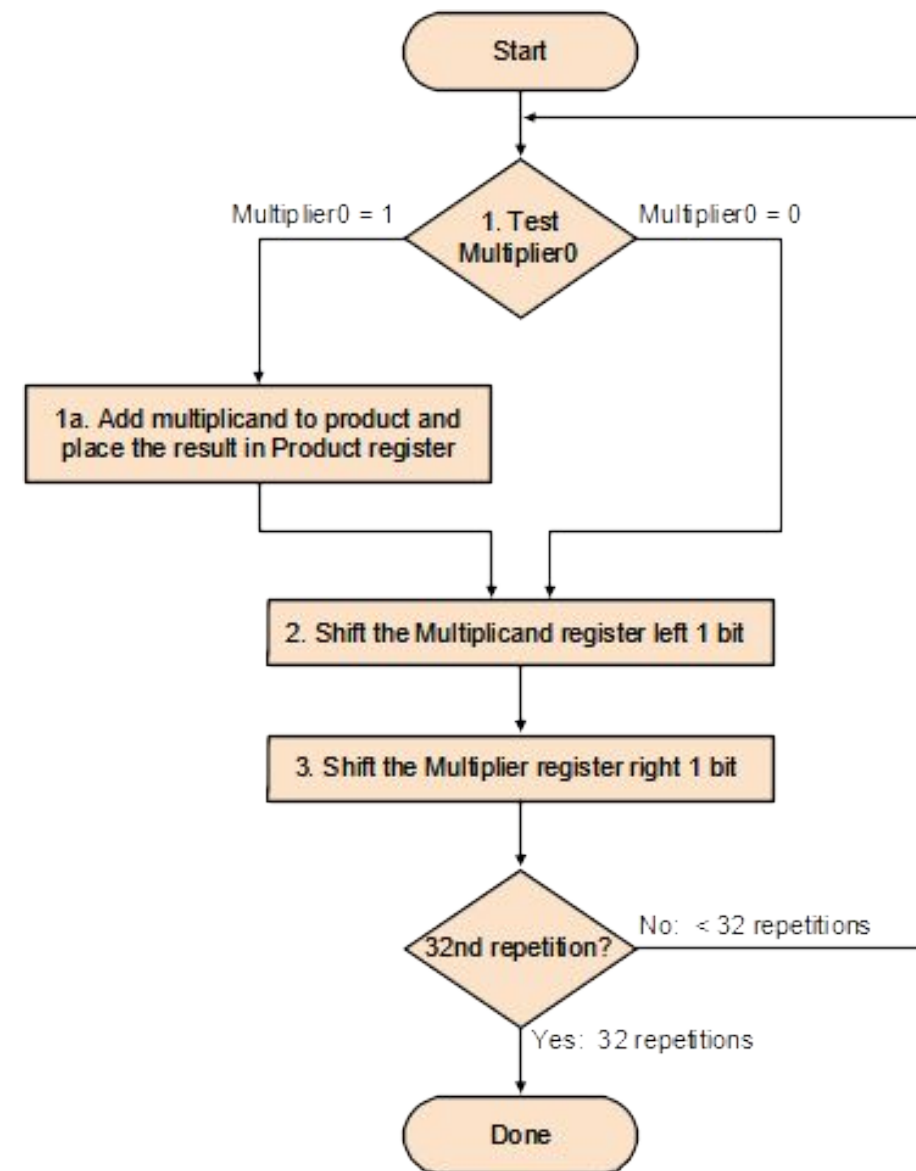 Start
Multiplier0 = 1
1. Test
Multiplier0
Multiplier0 = 0
1a. Add multiplicand to product and
place the result in Product register
2. Shift the Multiplicand register left 1 bit
3. Shift the Multiplier register right 1 bit
32nd repetition?
No: < 32 repetitions
Yes: 32 repetitions
Done